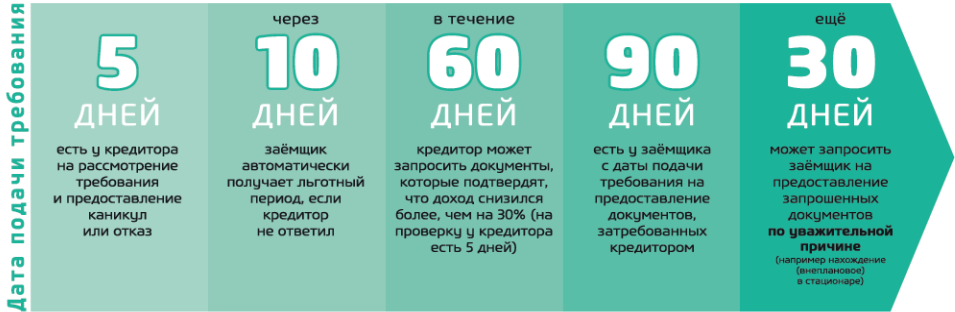 Дата подачи требования
5
ДНЕЙ
есть у кредитора
на рассмотрение
требования
и предоставление
каникул
или отказ
через
10
ДНЕЙ
заёмщик
автоматически
получает льготный
период, если
кредитор
не ответил
в течение
60
ДНЕЙ
кредитор может
запросить документы,
которые подтвердят,
что доход снизился
более, чем на 30% (на
проверку у кредитора
есть 5 дней)
90
ДНЕЙ
есть у заёмщика
с даты подачи
требования на
предоставление
документов,
затребованных
кредитором
ещё
30
ДНЕЙ
может запросить
заёмщик на
предоставление
запрошенных
документов
по уважительной
причине
(например нахождение
(внеплановое)
в стационаре)